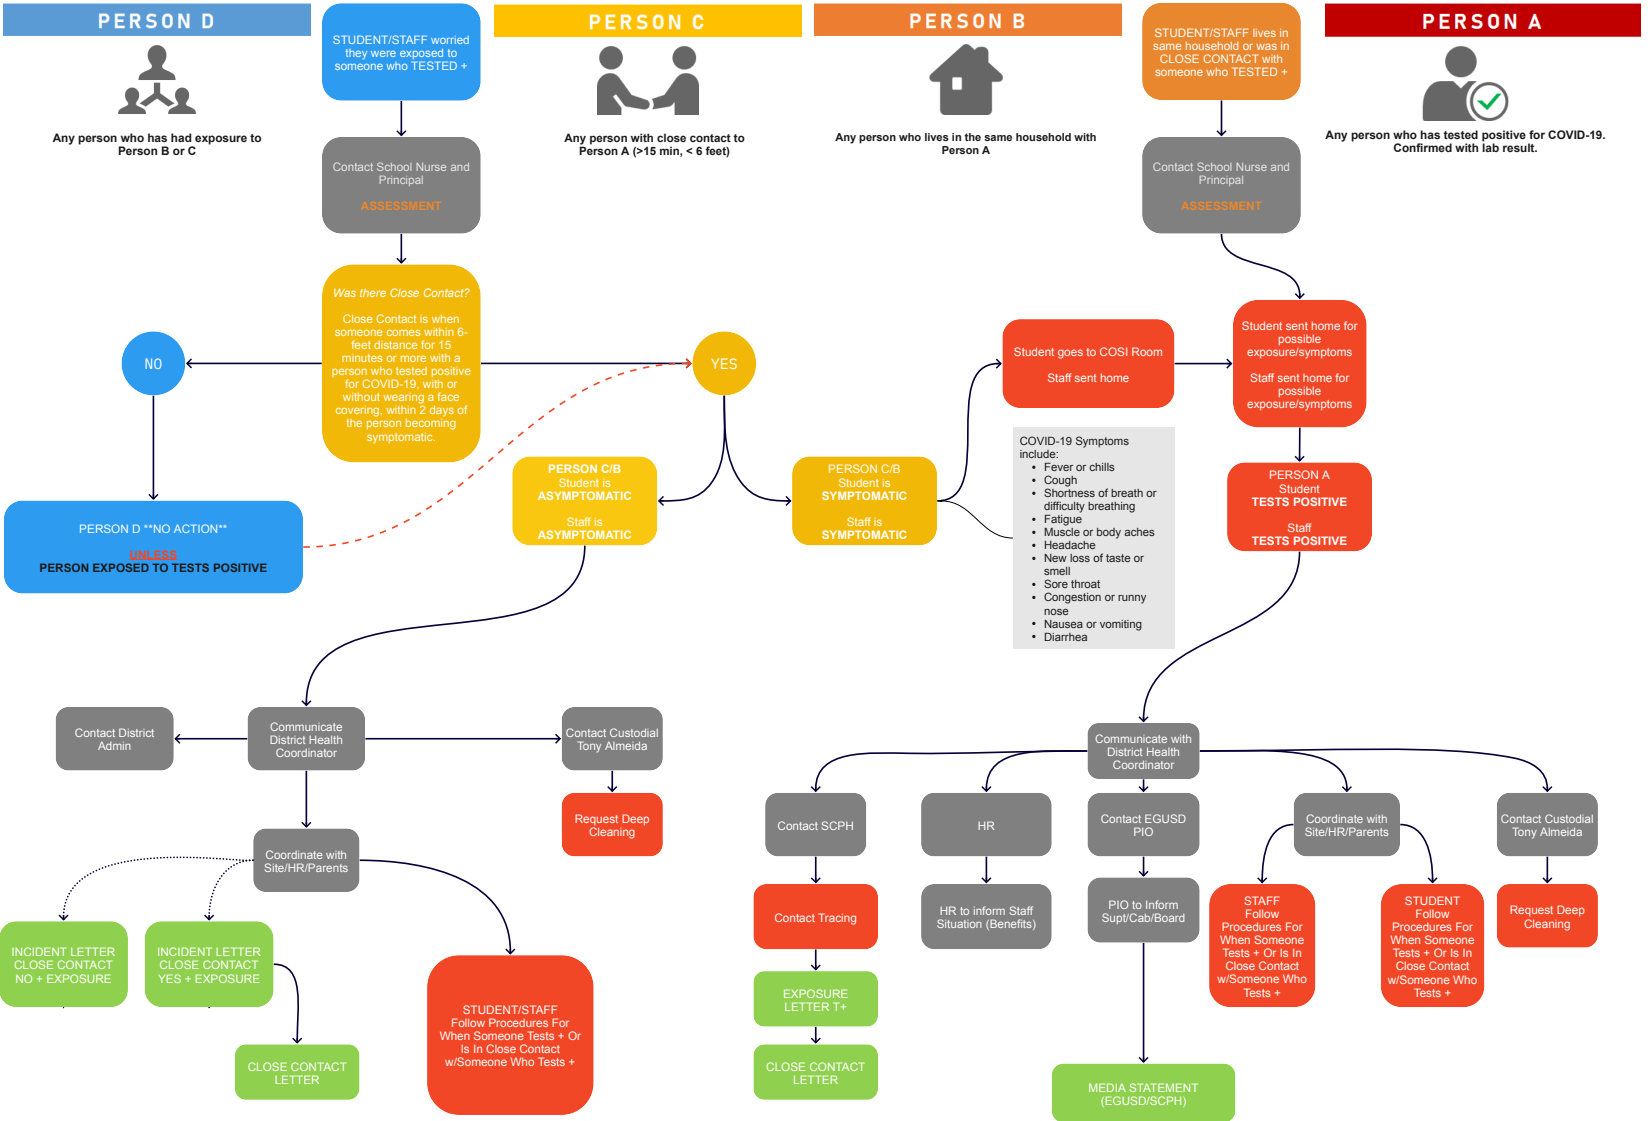 PERSON D
PERSON C
PERSON B
PERSON A
STUDENT/STAFF worried
they were exposed to
someone who TESTED +
STUDENT/STAFF lives in
same household or was in
CLOSE CONTACT with
someone who TESTED +
Any person who has had exposure to
Person B or C
Any person with close contact to
Person A (>15 min, < 6 feet)
Any person who lives in the same household with
Person A
Any person who has tested positive for COVID-19.
Confirmed with lab result.
Contact School Nurse and
Principal
ASSESSMENT
Contact School Nurse and
Principal
ASSESSMENT
Was there Close Contact?
Close Contact is when
someone comes within 6-
feet distance for 15
minutes or more with a
person who tested positive
for COVID-19, with or
without wearing a face
covering, within 2 days of
the person becoming
symptomatic.
NO
YES
Student goes to COSI Room
Staff sent home
Student sent home for
possible
exposure/symptoms
Staff sent home for
possible
exposure/symptoms
PERSON D **NO ACTION**
UNLESS
PERSON EXPOSED TO TESTS POSITIVE
PERSON C/B
Student is
ASYMPTOMATIC
Staff is
ASYMPTOMATIC
PERSON C/B
Student is
SYMPTOMATIC
Staff is
SYMPTOMATIC
COVID-19 Symptoms
include:
• Fever or chills
• Cough
• Shortness of breath or
difficulty breathing
• Fatigue
• Muscle or body aches
• Headache
• New loss of taste or
smell
• Sore throat
• Congestion or runny
nose
• Nausea or vomiting
• Diarrhea
PERSON A
Student
TESTS POSITIVE
Staff
TESTS POSITIVE
Contact District
Admin
Communicate
District Health
Coordinator
Contact Custodial
Tony Almeida
Request Deep
Cleaning
Coordinate with
Site/HR/Parents
INCIDENT LETTER
CLOSE CONTACT
NO + EXPOSURE
INCIDENT LETTER
CLOSE CONTACT
YES + EXPOSURE
CLOSE CONTACT
LETTER
STUDENT/STAFF
Follow Procedures For
When Someone Tests + Or
Is In Close Contact
w/Someone Who Tests +
Communicate with
District Health
Coordinator
Contact SCPH
HR
Contact EGUSD
PIO
Coordinate with
Site/HR/Parents
Contact Custodial
Tony Almeida
Contact Tracing
HR to inform Staff
Situation (Benefits)
PIO to Inform
Supt/Cab/Board
STAFF
Follow
Procedures For
When Someone
Tests + Or Is In
Close Contact
w/Someone Who
Tests +
STUDENT
Follow
Procedures For
When Someone
Tests + Or Is In
Close Contact
w/Someone Who
Tests +
Request Deep
Cleaning
EXPOSURE
LETTER T+
CLOSE CONTACT
LETTER
MEDIA STATEMENT
(EGUSD/SCPH)